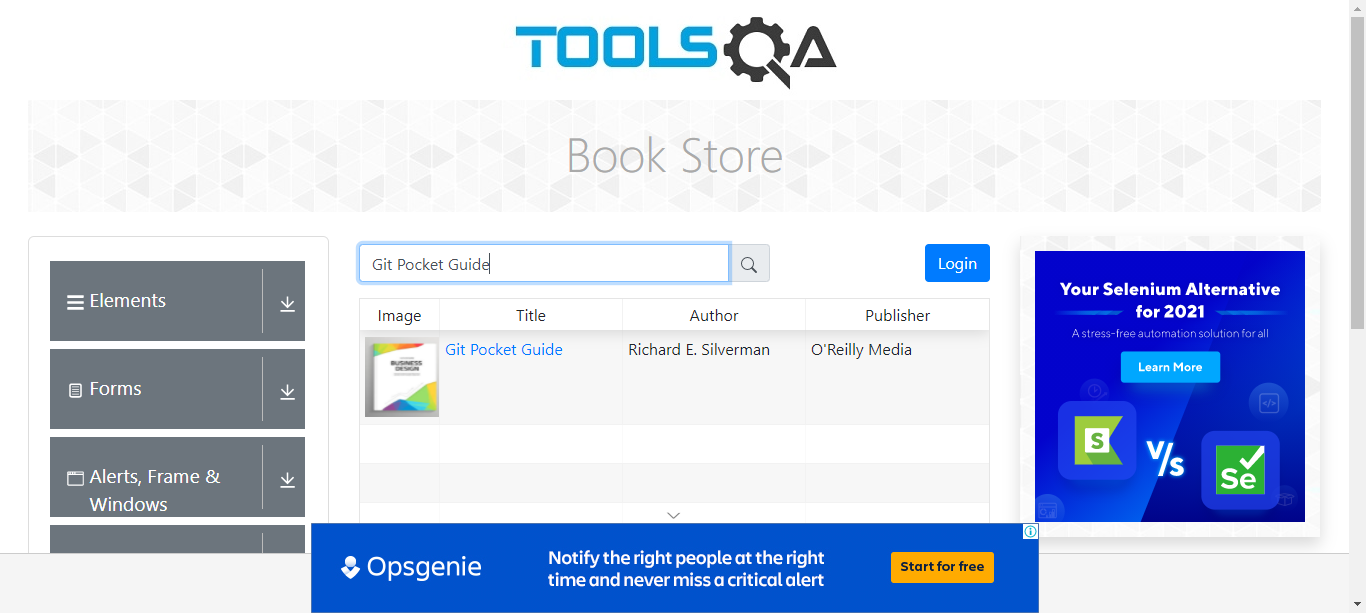 TOOLSQA
Book Store
Elements
Forms
Alerts, Frame &
Windows
Git Pocket Guide
Login
Image Title Author Publisher
BUSINESS
DESIGN
Git Pocket Guide Richard E. Silverman O'Reilly Media
Your Selenium Alternative
for 2021
A stress-free automation solution for all
Learn More
S
V/s
Se
Opsgenie
Notify the right people at the right
time and never miss a critical alert
Start for free